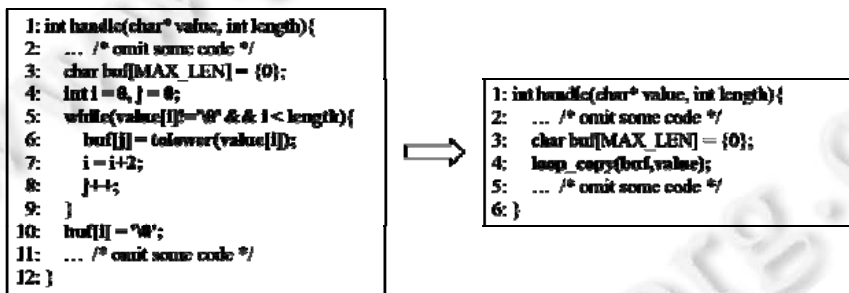 1: int handle(char* value, int length){
2: ... /* omit some code */
3: char buf[MAX_LEN] = {0};
4: int i = 0, j = 0;
5: while(value[i]!='\0' && i < length){
6: buf[j] = tolower(value[i]);
7: i = i+2;
8: j++;
9: }
10: buf[i] = '\0';
11: ... /* omit some code */
12: }
1: int handle(char* value, int length){
2: ... /* omit some code */
3: char buf[MAX_LEN] = {0};
4: loop_copy(buf,value);
5: ... /* omit some code */
6: }